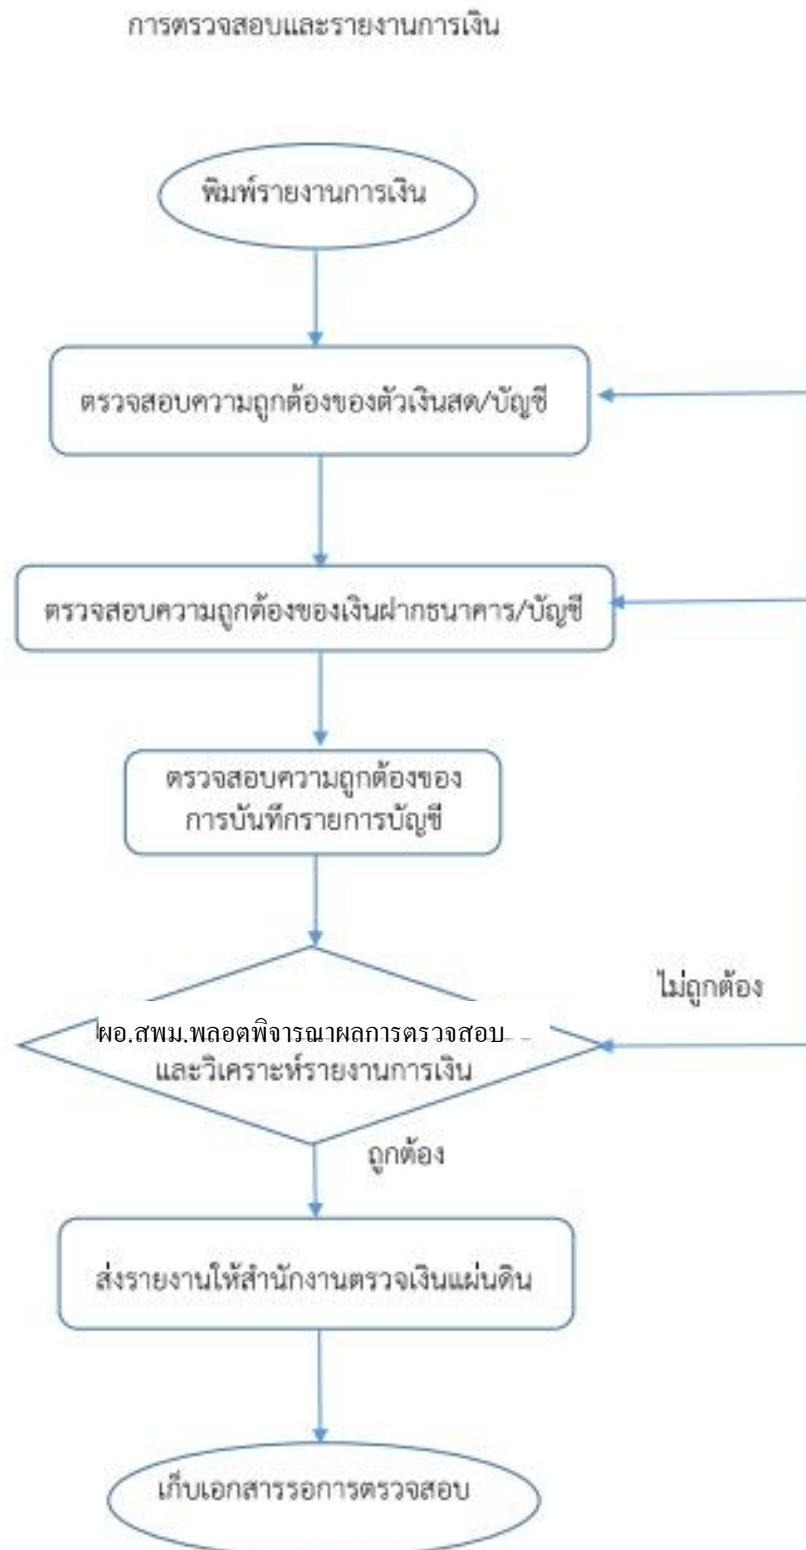 การตรวจสอบและรายงานการเงิน
พิมพ์รายงานการเงิน
ตรวจสอบความถูกต้องของตัวเงินสด/บัญชี
ตรวจสอบความถูกต้องของเงินฝากธนาคาร/บัญชี
ตรวจสอบความถูกต้องของ
การบันทึกรายการบัญชี
ไม่ถูกต้อง
ผอ.สพม.พลอตพิจารณาผลการตรวจสอบ
และวิเคราะห์รายงานการเงิน
ถูกต้อง
ส่งรายงานให้สำนักงานตรวจเงินแผ่นดิน
เก็บเอกสารรอการตรวจสอบ